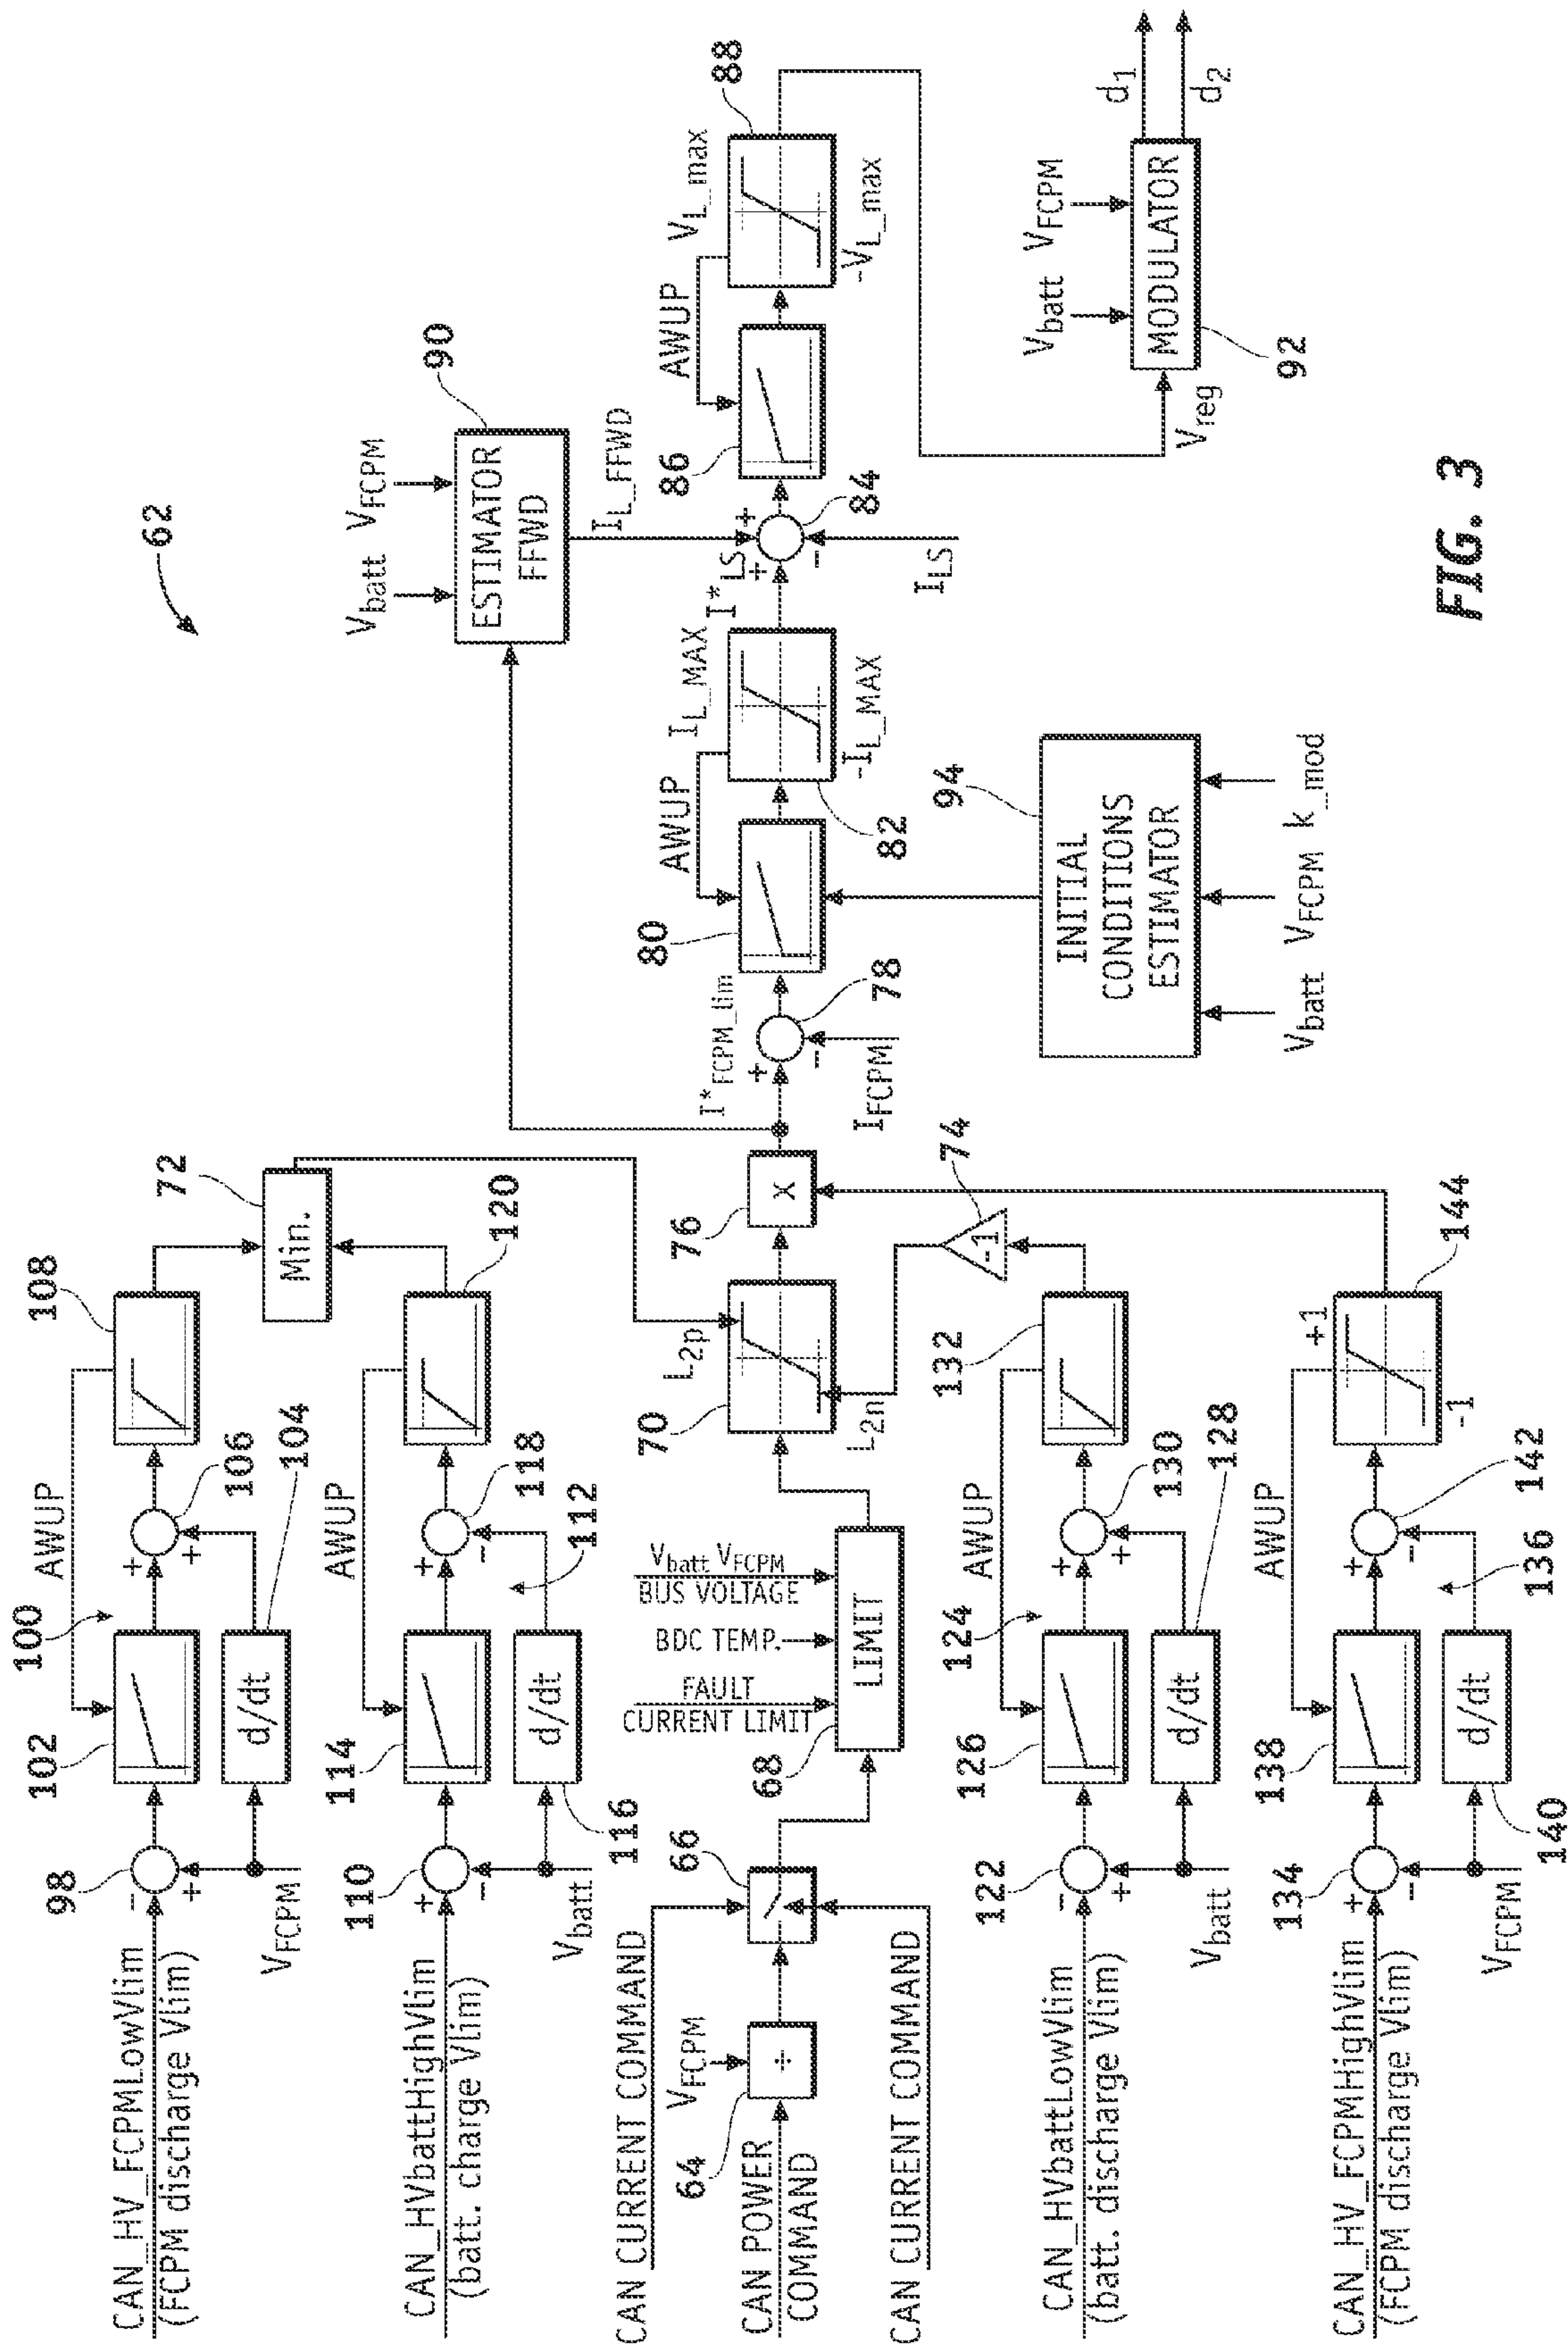 62
CAN_HV_FCPMLowVlim
(FCPM discharge Vlim)
98
-
+
VFCPM
100
102
d/dt
104
AWUP
+
+
106
108
72
Min.
CAN_HVbattHighVlim
(batt. charge Vlim)
110
+
-
Vbatt
112
114
d/dt
116
AWUP
+
-
118
120
CAN CURRENT COMMAND
CAN POWER
COMMAND
64
VFCPM
÷
66
CAN CURRENT COMMAND
68
LIMIT
FAULT
CURRENT LIMIT
BDC TEMP.
Vbatt VFCPM
BUS VOLTAGE
70
L2p
L2n
76
X
74
-1
I*FCPM_lim
+
-
78
IFCPM
80
AWUP
IL_MAX
-IL_MAX
82
I*LS
+
+
-
84
ILS
Vbatt VFCPM
90
ESTIMATOR
FFWD
IL_FFWD
86
AWUP
VL_max
-VL_max
88
94
INITIAL
CONDITIONS
ESTIMATOR
Vbatt VFCPM k_mod
Vreg
Vbatt VFCPM
MODULATOR
92
d1
d2
CAN_HVbattLowVlim
(batt. discharge Vlim)
122
-
+
Vbatt
124
126
d/dt
128
AWUP
+
+
130
132
CAN_HV_FCPMHighVlim
(FCPM discharge Vlim)
134
+
-
VFCPM
136
138
d/dt
140
AWUP
+
-
142
+1
-1
144
FIG. 3